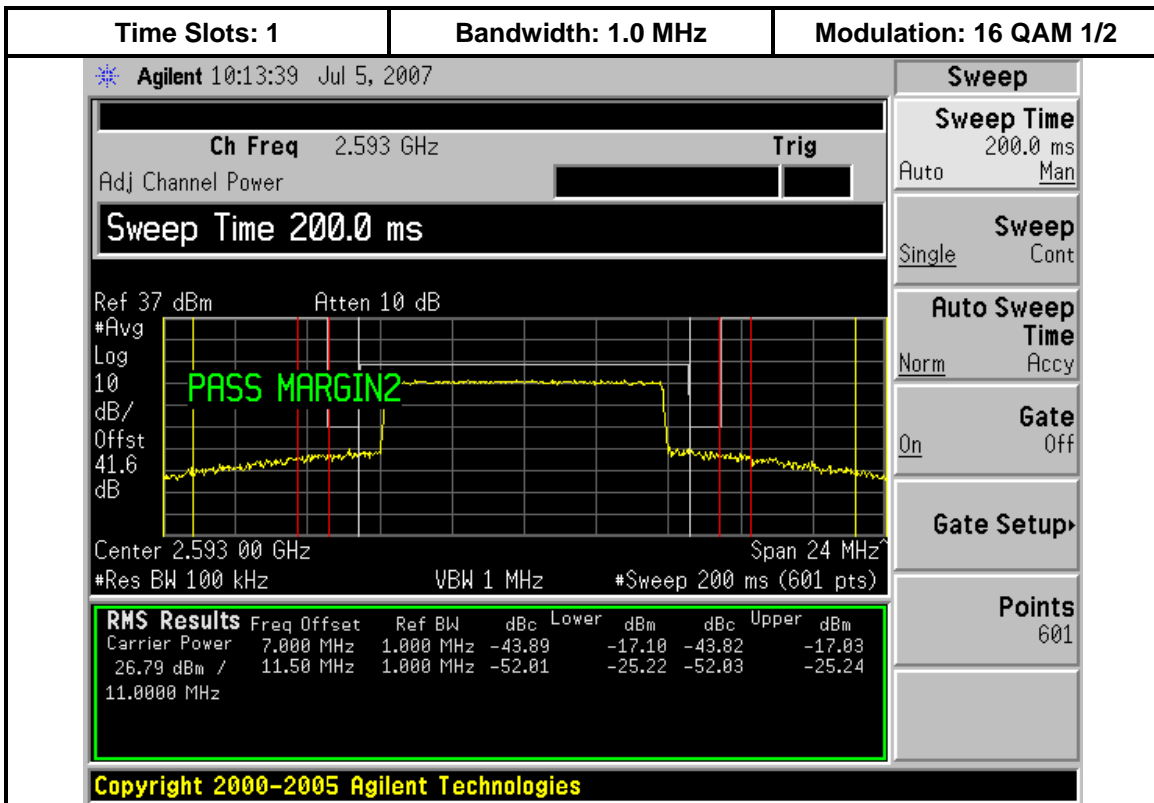 Time Slots: 1 Bandwidth: 1.0 MHz Modulation: 16 QAM 1/2
Agilent 10:13:39 Jul 5, 2007
Ch Freq 2.593 GHz Trig
Adj Channel Power
Sweep Time 200.0 ms
Ref 37 dBm Atten 10 dB
#Avg
Log
10
dB/
Offst
41.6
dB
PASS MARGIN2
Center 2.593 00 GHz Span 24 MHz^
#Res BW 100 kHz VBW 1 MHz #Sweep 200 ms (601 pts)
RMS Results Freq Offset Ref BW dBc Lower dBm dBc Upper dBm
Carrier Power 7.000 MHz 1.000 MHz -43.89 -17.10 -43.82 -17.03
26.79 dBm / 11.50 MHz 1.000 MHz -52.01 -25.22 -52.03 -25.24
11.0000 MHz
Copyright 2000-2005 Agilent Technologies
Sweep
Sweep Time
200.0 ms
Auto Man
Sweep
Single Cont
Auto Sweep
Time
Norm Accy
Gate
On Off
Gate Setup▸
Points
601